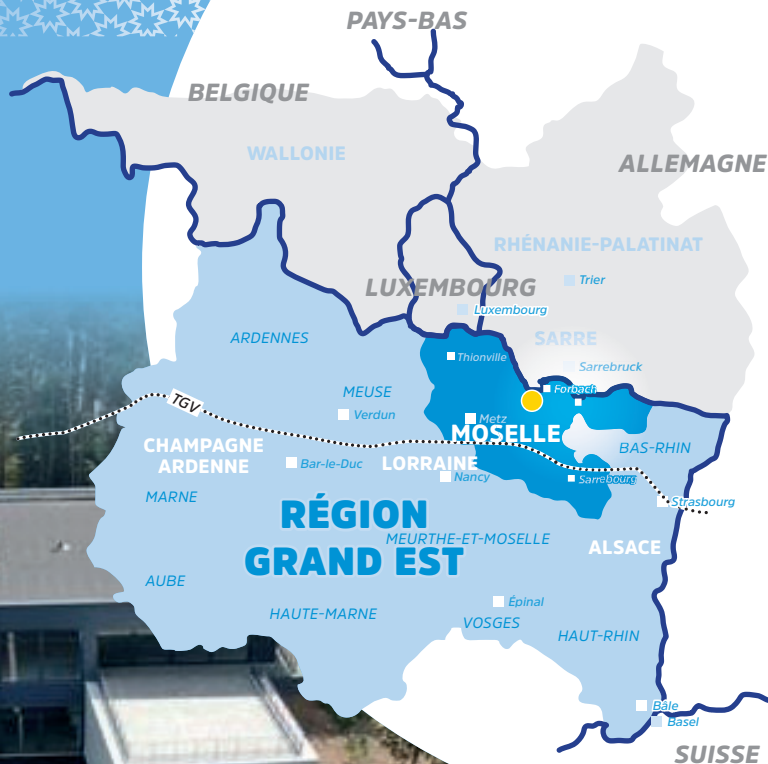 PAYS-BAS
BELGIQUE
WALLONIE
ALLEMAGNE
RHÉNANIE-PALATINAT
Trier
LUXEMBOURG
Luxembourg
SARRE
ARDENNES
Thionville
Sarrebruck
Forbach
MEUSE
TGV
Verdun
Metz
MOSELLE
CHAMPAGNE
ARDENNE
BAS-RHIN
Bar-le-Duc
LORRAINE
Nancy
Sarrebourg
MARNE
Strasbourg
RÉGION
GRAND EST
MEURTHE-ET-MOSELLE
ALSACE
AUBE
Épinal
HAUTE-MARNE
VOSGES
HAUT-RHIN
Bâle
Basel
SUISSE